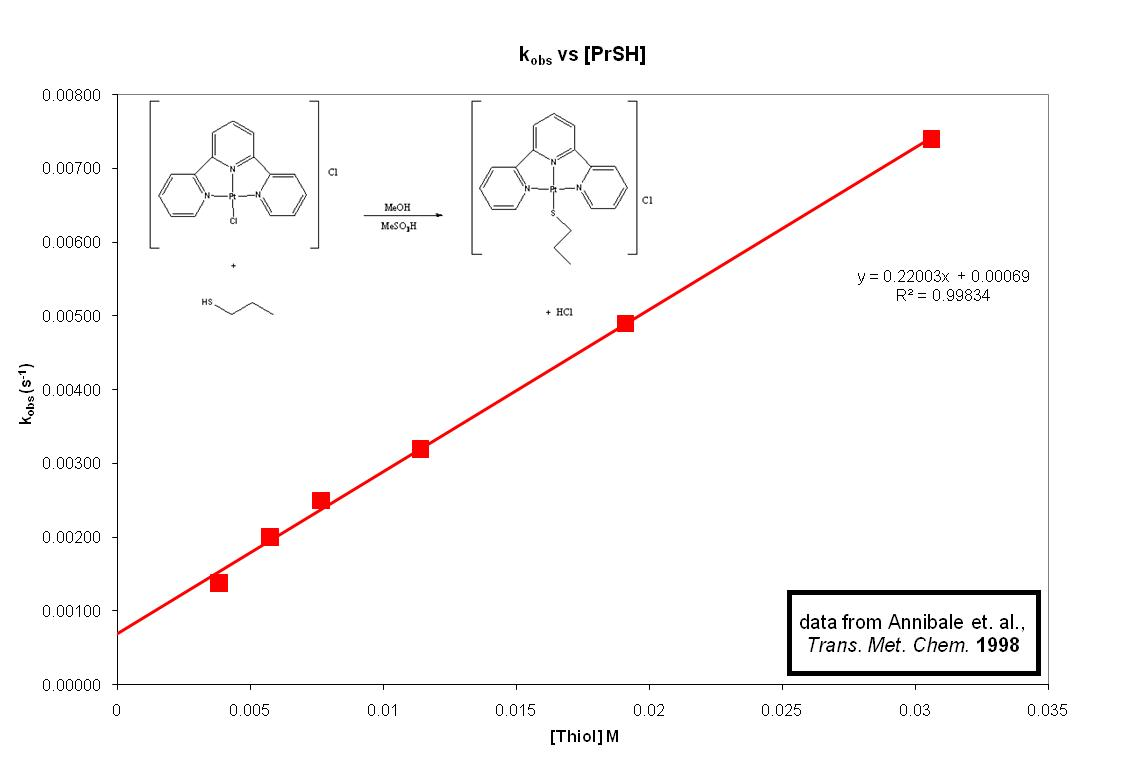 k_obs vs [PrSH]
0.00800
0.00700
0.00600
0.00500
0.00400
0.00300
0.00200
0.00100
0.00000
k_obs (s⁻¹)
N
N
N
Pt
Cl
Cl
+
HS
MeOH
MeSO₃H
N
N
N
Pt
S
Cl
+ HCl
y = 0.22003x + 0.00069
R² = 0.99834
data from Annibale et. al.,
Trans. Met. Chem. 1998
0
0.005
0.01
0.015
0.02
0.025
0.03
0.035
[Thiol] M